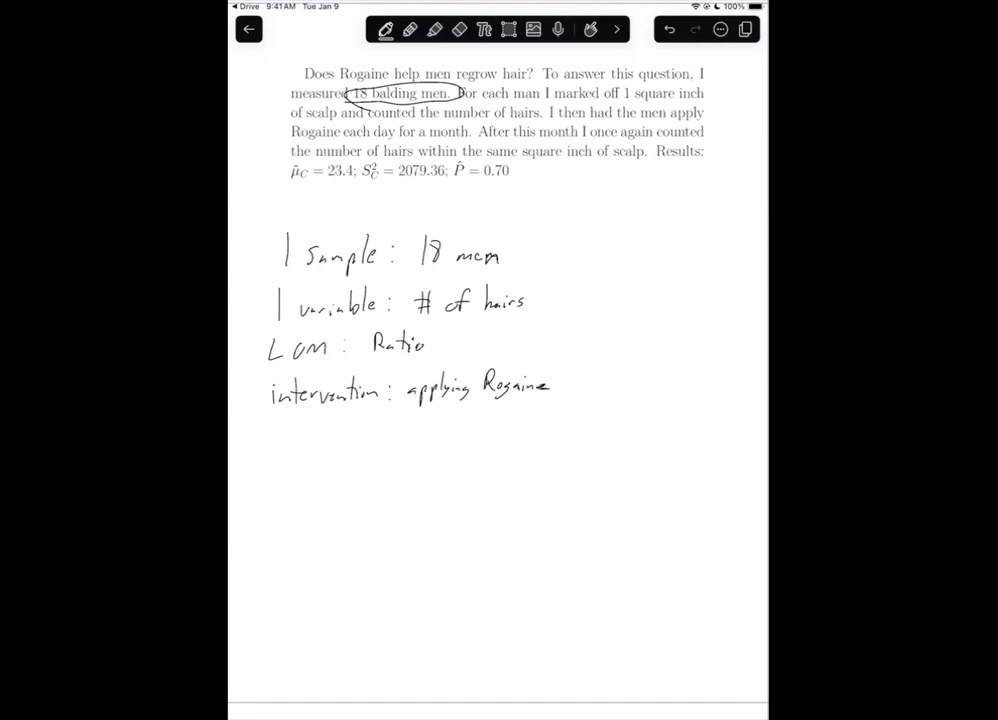 Drive 9:41 AM Tue Jan 9 100%
Tt
Does Rogaine help men regrow hair? To answer this question, I
measured 18 balding men. For each man I marked off 1 square inch
of scalp and counted the number of hairs. I then had the men apply
Rogaine each day for a month. After this month I once again counted
the number of hairs within the same square inch of scalp. Results:
μ̂_C = 23.4; S²_C = 2079.36; P̂ = 0.70
1 sample: 18 men
1 variable: # of hairs
LOM: Ratio
intervention: applying Rogaine